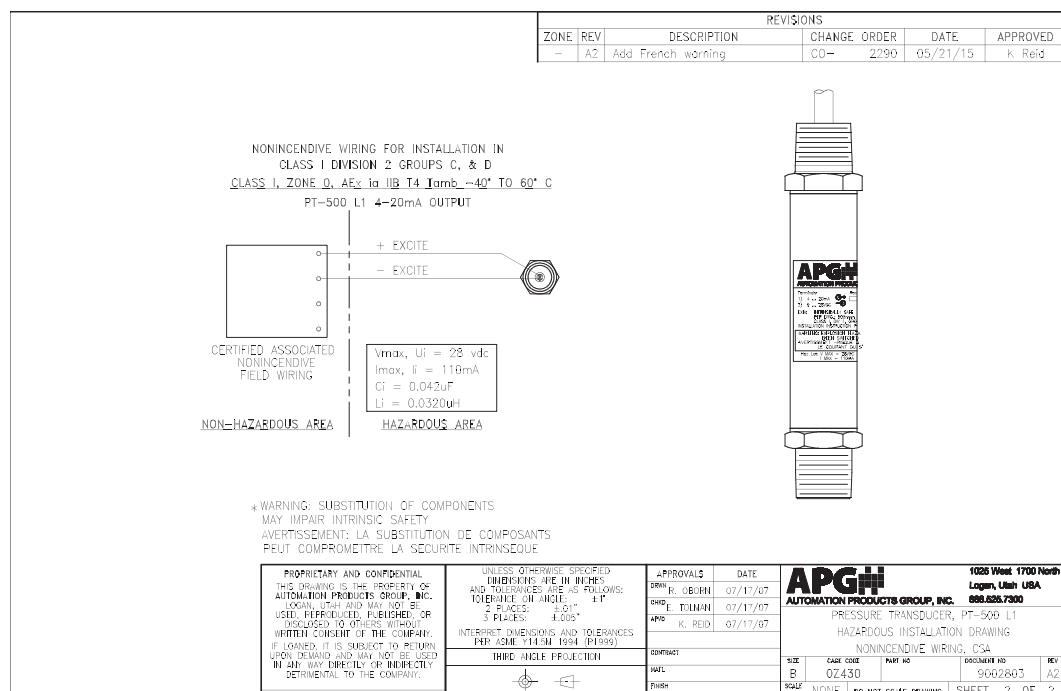 REVISIONS
ZONE REV DESCRIPTION CHANGE ORDER DATE APPROVED
- A2 Add French warning CO- 2290 05/21/15 K Reid
NONINCENDIVE WIRING FOR INSTALLATION IN
CLASS I DIVISION 2 GROUPS C, & D
CLASS I, ZONE 0, AEx ia IIB T4 Tamb -40° TO 60° C
PT-500 L1 4-20mA OUTPUT
+ EXCITE
- EXCITE
CERTIFIED ASSOCIATED
NONINCENDIVE
FIELD WIRING
Vmax, Ui = 28 vdc
Imax, Ii = 110mA
Ci = 0.042uF
Li = 0.0320uH
NON-HAZARDOUS AREA
HAZARDOUS AREA
APG
AUTOMATION PRODUC
* WARNING: SUBSTITUTION OF COMPONENTS
MAY IMPAIR INTRINSIC SAFETY
AVERTISSEMENT: LA SUBSTITUTION DE COMPOSANTS
PEUT COMPROMETTRE LA SECURITE INTRINSEQUE
PROPRIETARY AND CONFIDENTIAL
THIS DRAWING IS THE PROPERTY OF
AUTOMATION PRODUCTS GROUP, INC.
LOGAN, UTAH AND MAY NOT BE
USED, REPRODUCED, PUBLISHED, OR
DISCLOSED TO OTHERS WITHOUT
WRITTEN CONSENT OF THE COMPANY.
IF LOANED, IT IS SUBJECT TO RETURN
UPON DEMAND AND MAY NOT BE USED
IN ANY WAY DIRECTLY OR INDIRECTLY
DETRIMENTAL TO THE COMPANY.
UNLESS OTHERWISE SPECIFIED
DIMENSIONS ARE IN INCHES
AND TOLERANCES ARE AS FOLLOWS:
TOLERANCE ON ANGLE: ±1°
2 PLACES: ±.01"
3 PLACES: ±.005"
INTERPRET DIMENSIONS AND TOLERANCES
PER ASME Y14.5M 1994 (R1999)
THIRD ANGLE PROJECTION
APPROVALS DATE
DRWN R. OBORN 07/17/07
CHKD E. TOLMAN 07/17/07
APVD K. REID 07/17/07
CONTRACT
MATL
FINISH
APG
AUTOMATION PRODUCTS GROUP, INC.
1025 West 1700 North
Logan, Utah USA
888.525.7300
PRESSURE TRANSDUCER, PT-500 L1
HAZARDOUS INSTALLATION DRAWING
NONINCENDIVE WIRING, CSA
SIZE CAGE CODE PART NO DOCUMENT NO REV
B 0Z430 9002803 A2
SCALE NONE DO NOT SCALE DRAWING SHEET 2 OF 2